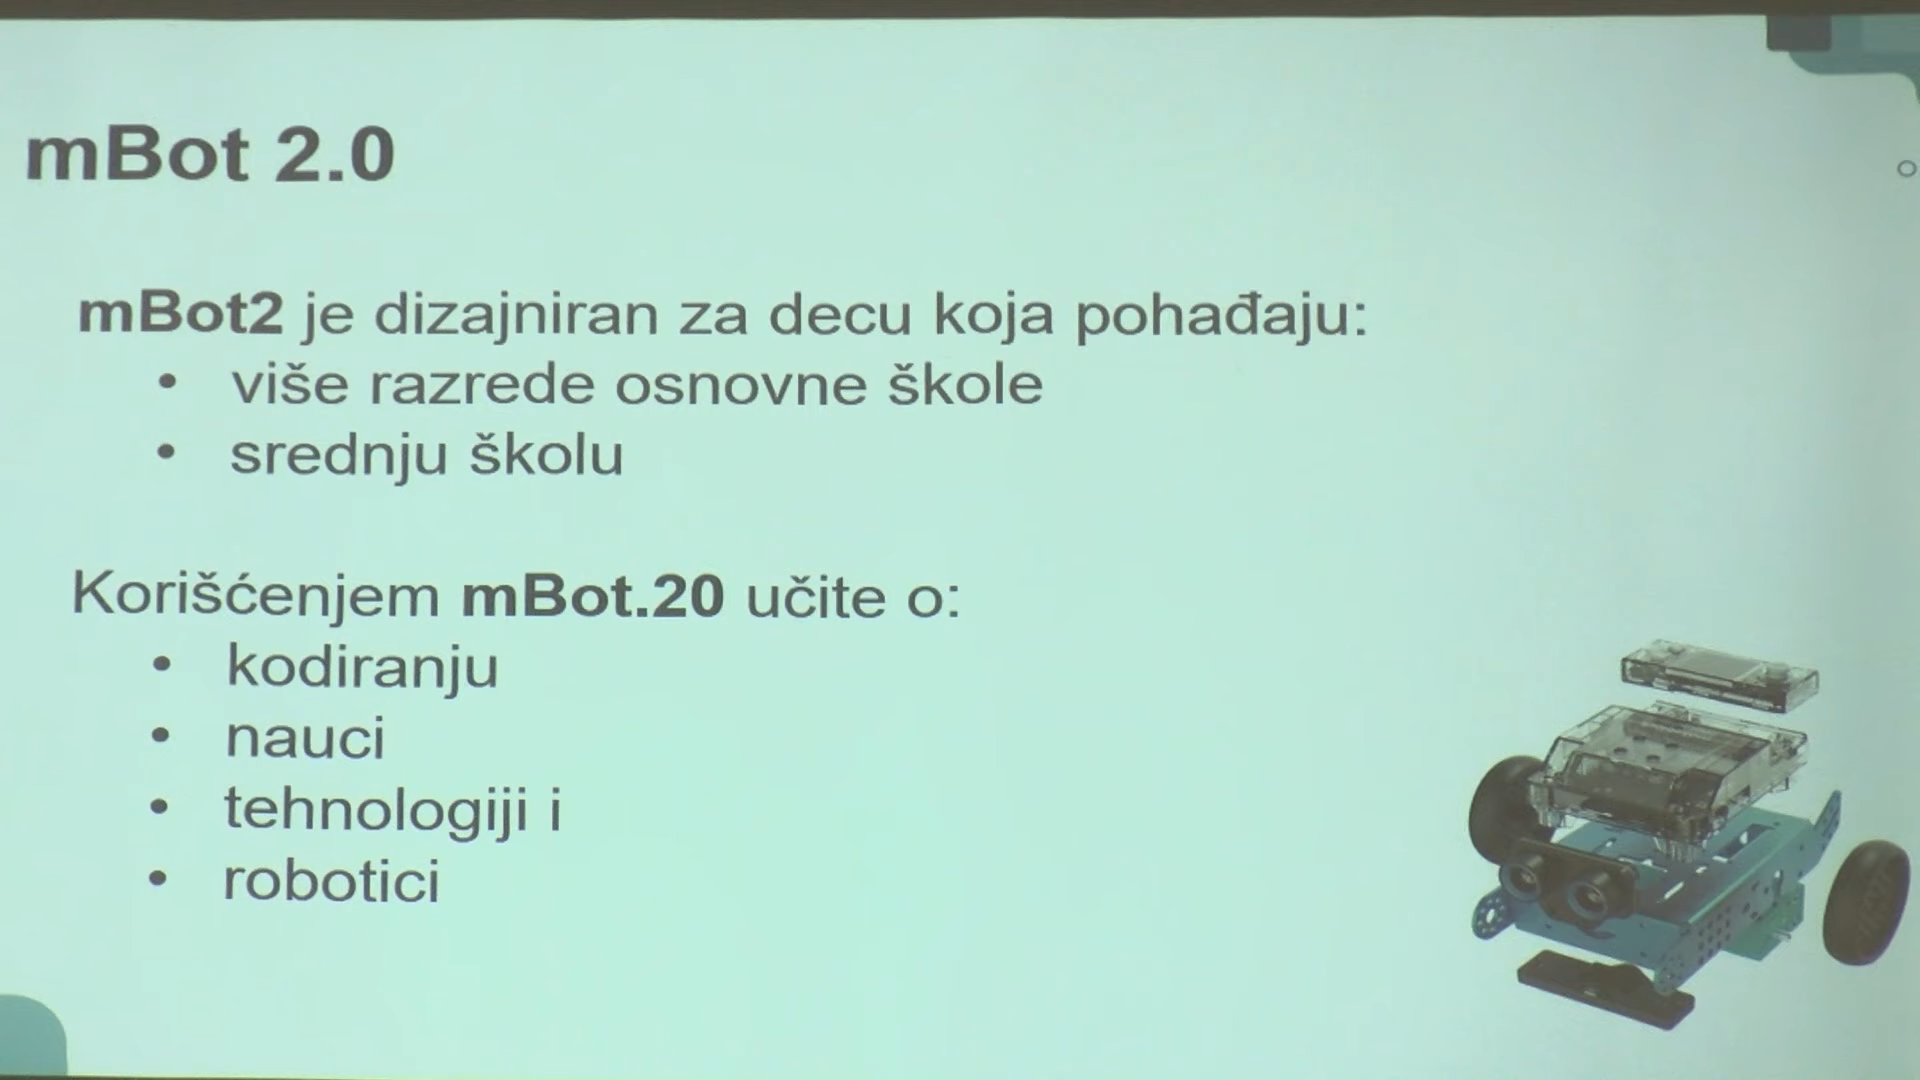 mBot 2.0
mBot2 je dizajniran za decu koja pohađaju:
• više razrede osnovne škole
• srednju školu
Korišćenjem mBot.20 učite o:
• kodiranju
• nauci
• tehnologiji i
• robotici